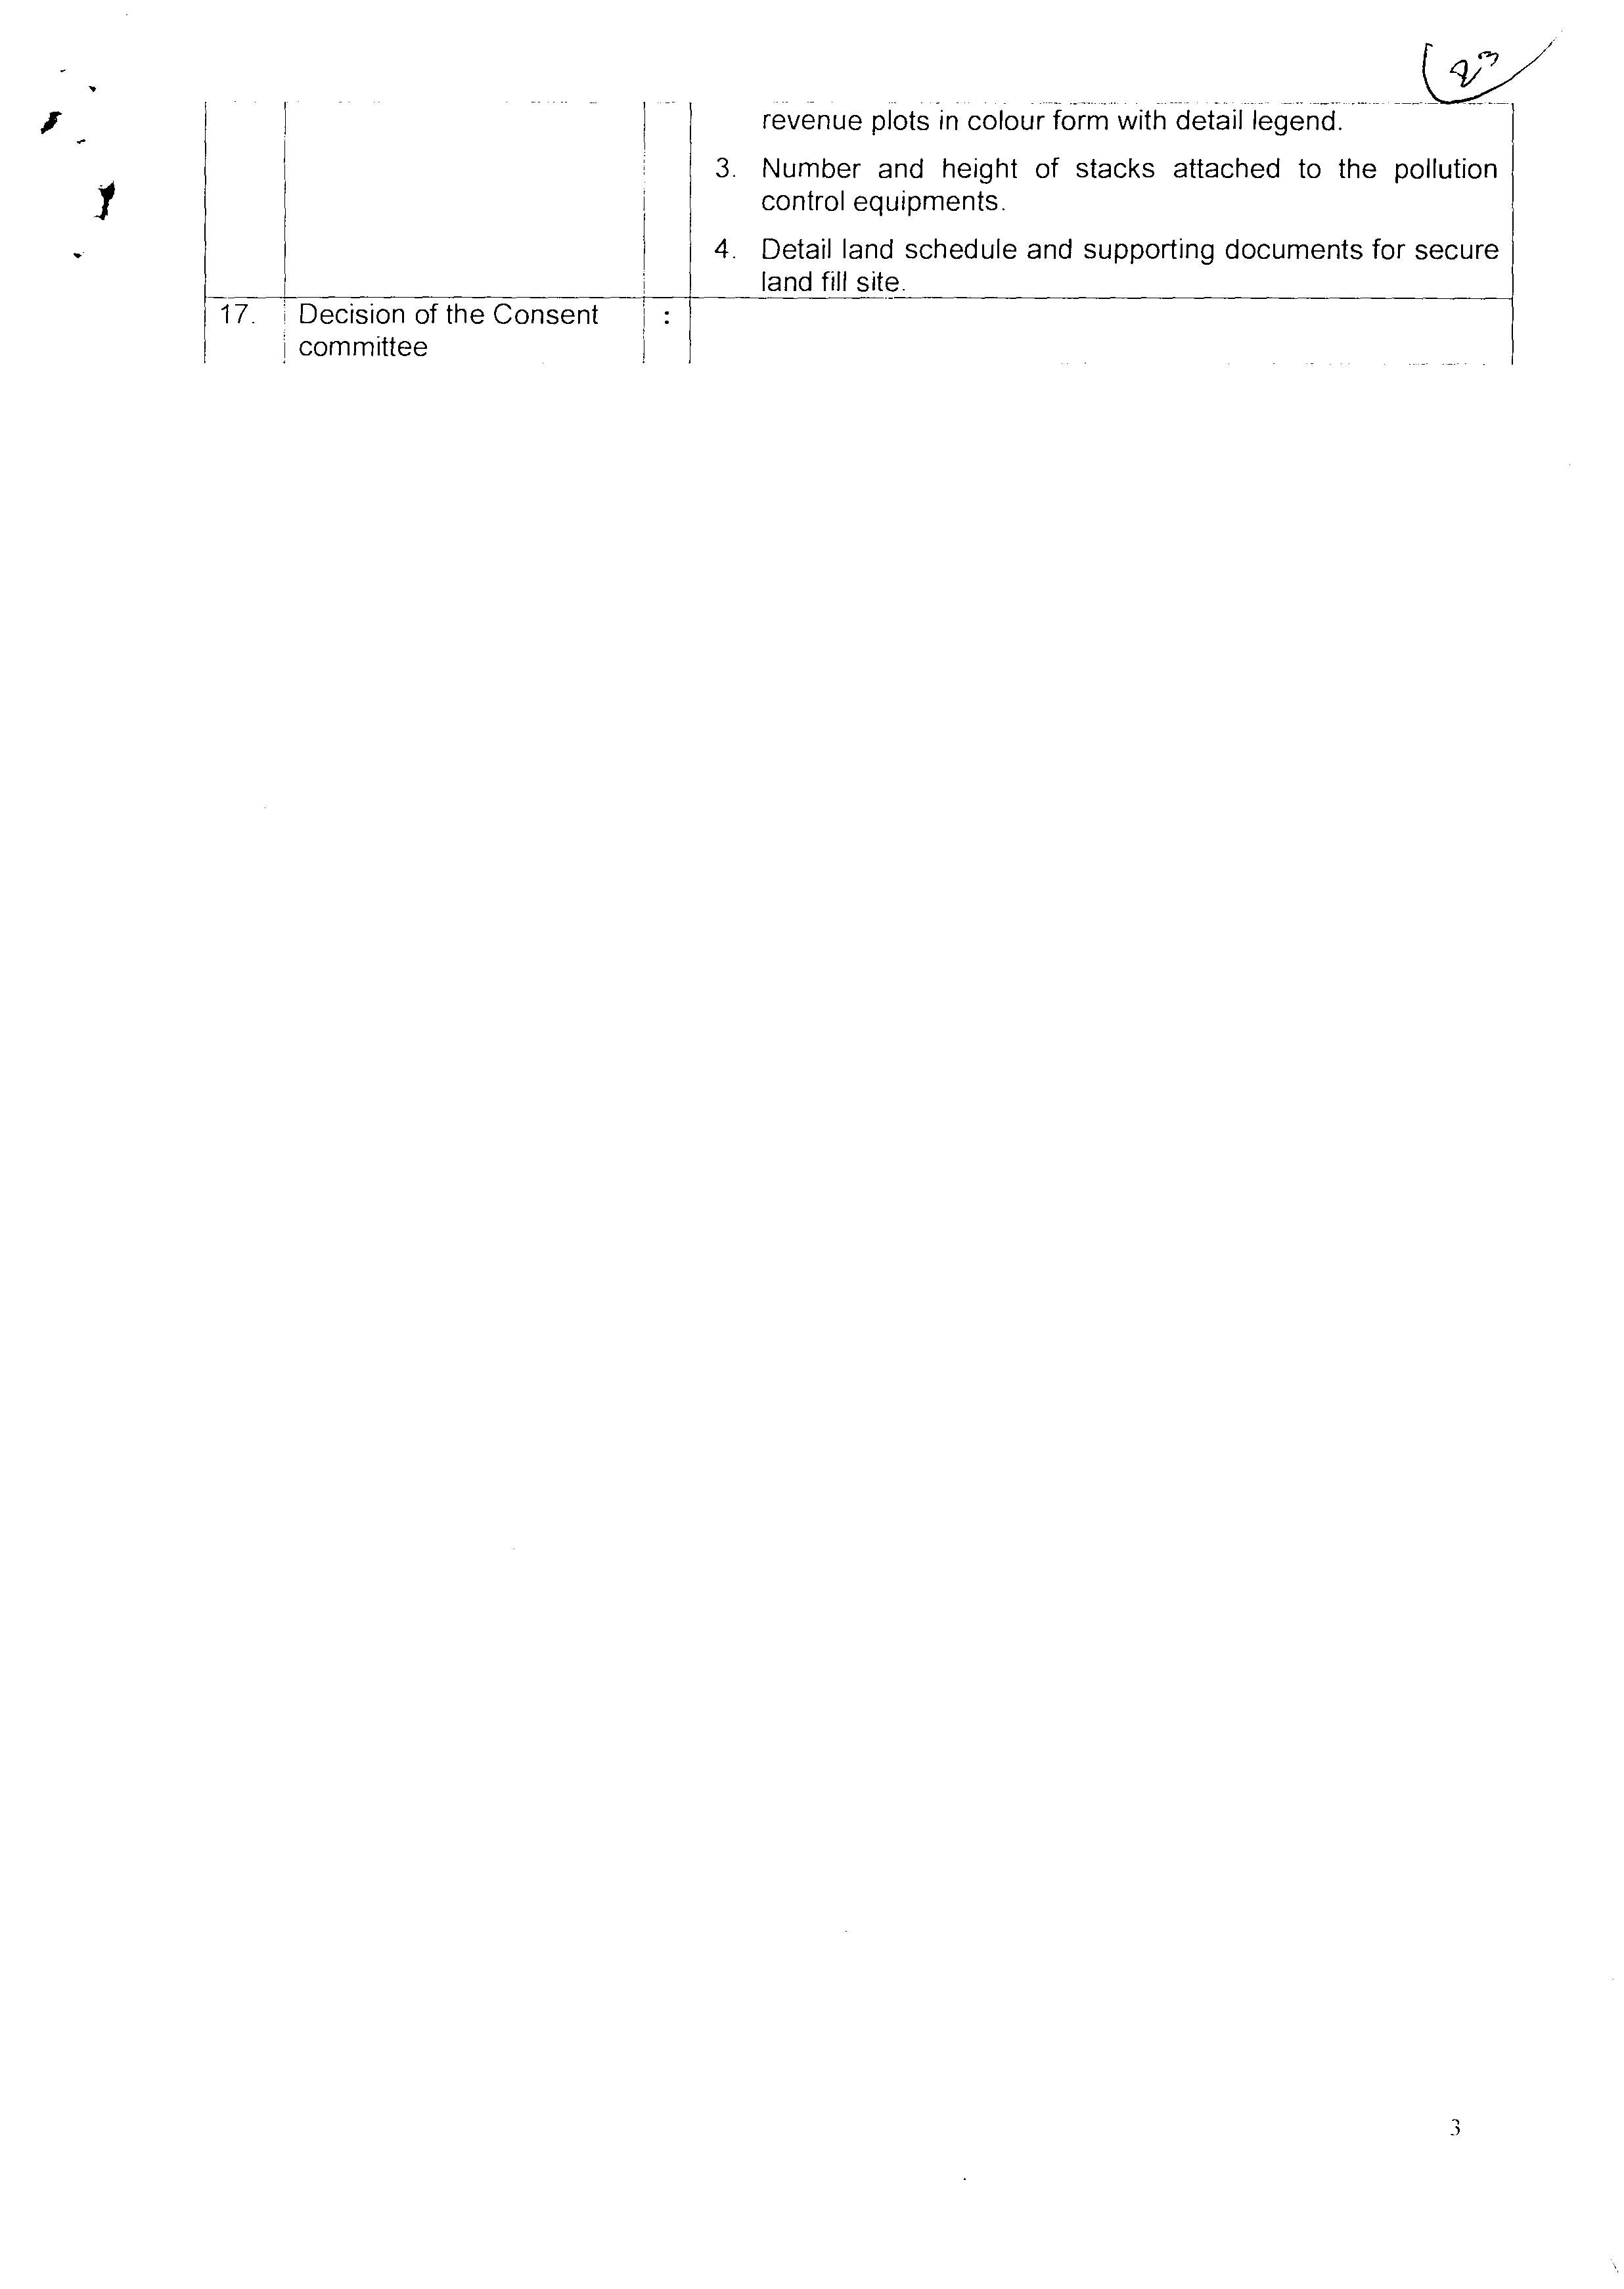 23
revenue plots in colour form with detail legend.
3. Number and height of stacks attached to the pollution
control equipments.
4. Detail land schedule and supporting documents for secure
land fill site.
17. Decision of the Consent :
committee
3